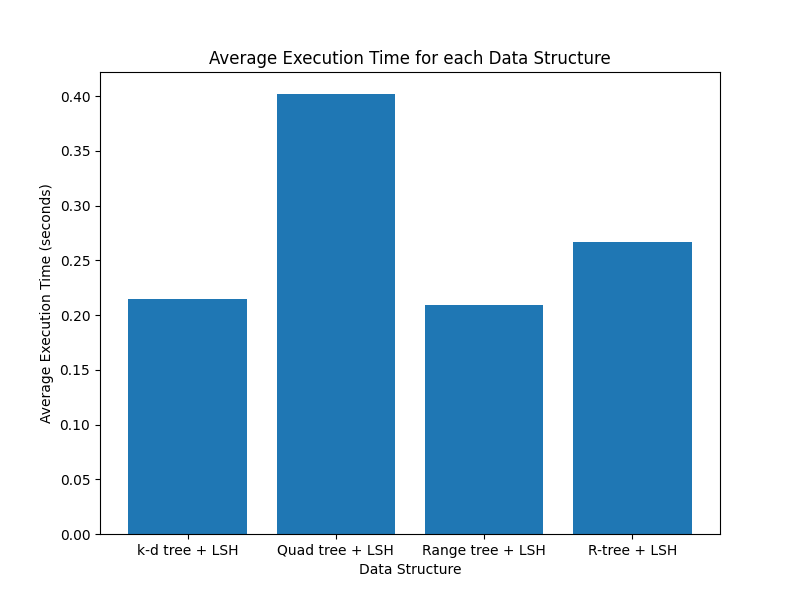 Average Execution Time for each Data Structure
Average Execution Time (seconds)
0.40
0.35
0.30
0.25
0.20
0.15
0.10
0.05
0.00
k-d tree + LSH
Quad tree + LSH
Range tree + LSH
R-tree + LSH
Data Structure